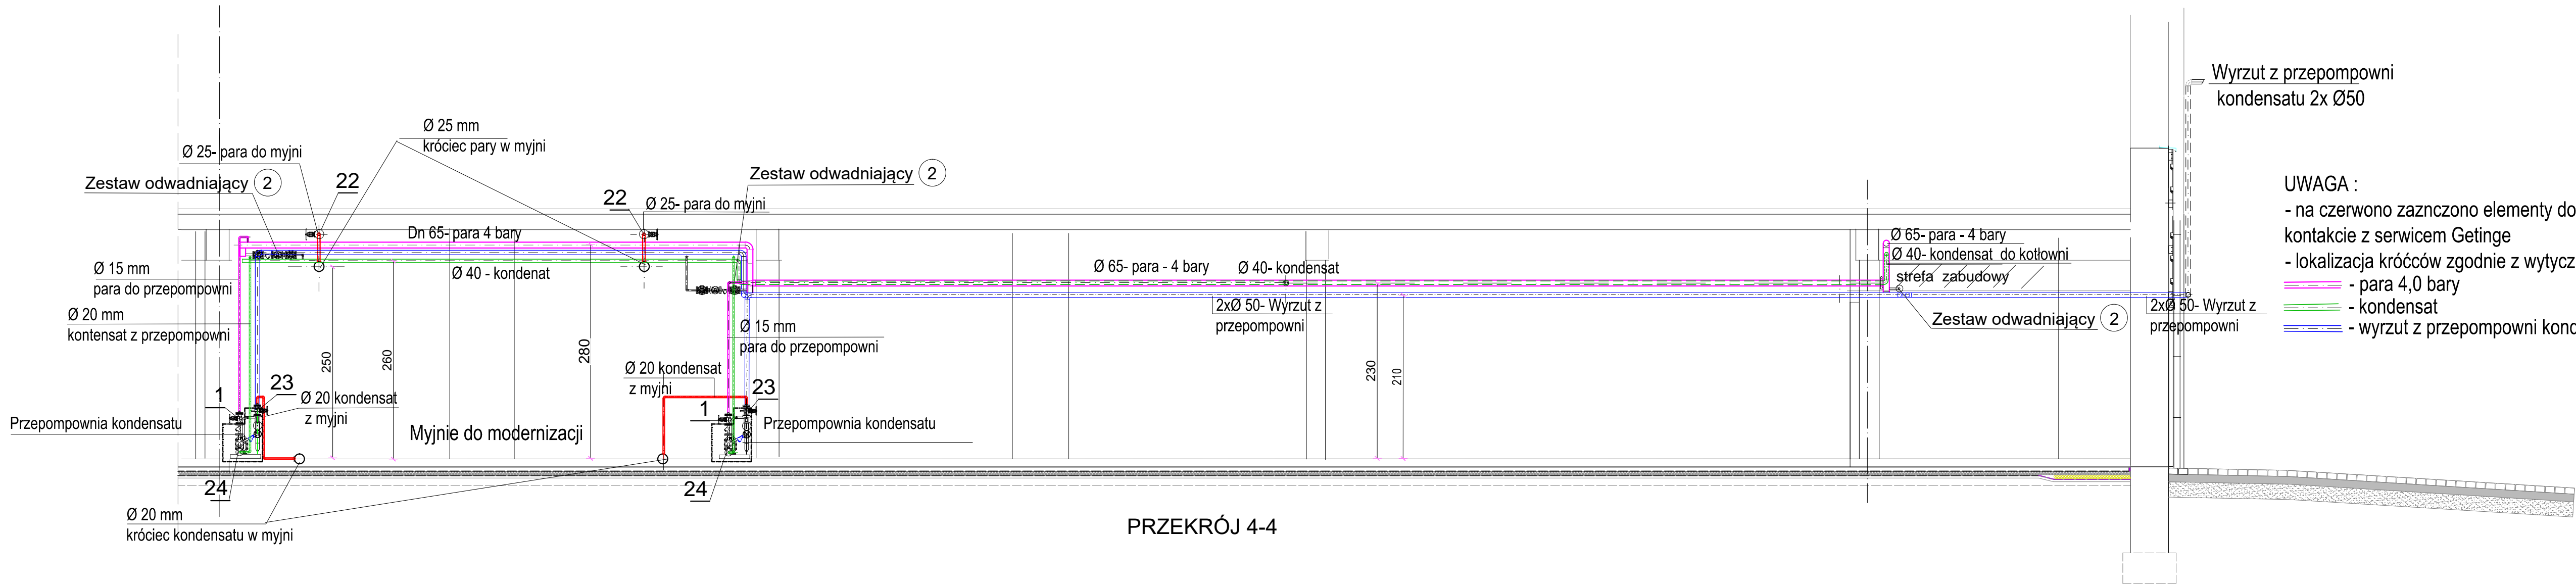 Wyrzut z przepompowni
kondensatu 2x Ø50
Ø 25 mm
króciec pary w myjni
Ø 25- para do myjni
Zestaw odwadniający 2
22
Zestaw odwadniający 2
22
Ø 25- para do myjni
UWAGA :
- na czerwono zaznczono elementy do
kontakcie z serwicem Getinge
- lokalizacja króćców zgodnie z wytycz
- para 4,0 bary
- kondensat
- wyrzut z przepompowni kond
Dn 65- para 4 bary
Ø 40 - kondenat
Ø 15 mm
para do przepompowni
Ø 20 mm
kontensat z przepompowni
Ø 65- para - 4 bary
Ø 40- kondensat
Ø 65- para - 4 bary
Ø 40- kondensat do kotłowni
strefa zabudowy
2xØ 50- Wyrzut z
przepompowni
2xØ 50- Wyrzut z
przepompowni
Zestaw odwadniający 2
Ø 15 mm
para do przepompowni
250
260
280
230
210
1
23
Ø 20 kondensat
z myjni
Ø 20 kondensat
z myjni
23
1
Przepompownia kondensatu
Myjnie do modernizacji
Przepompownia kondensatu
24
24
Ø 20 mm
króciec kondensatu w myjni
PRZEKRÓJ 4-4